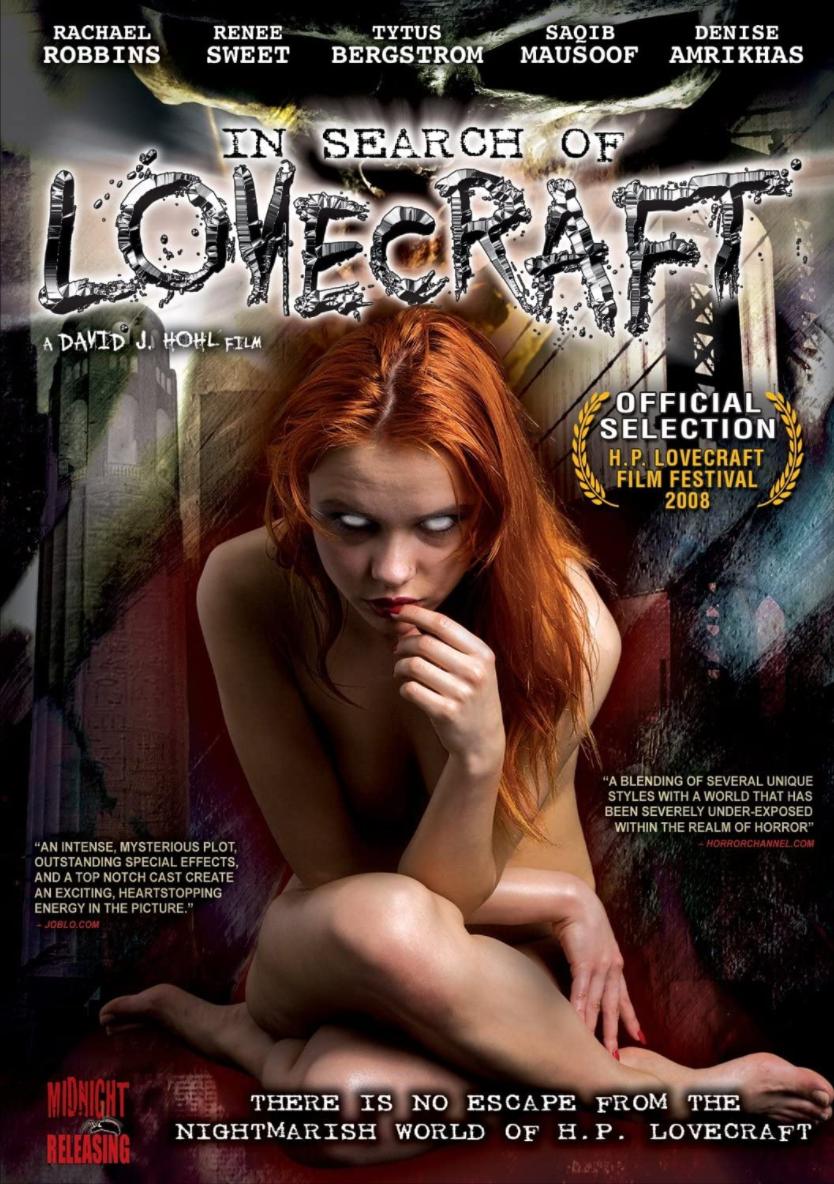 RACHAEL ROBBINS
RENEE SWEET
TYTUS BERGSTROM
SAQIB MAUSOOF
DENISE AMRIKHAS
IN SEARCH OF
LOVECRAFT
A DAVID J. HOHL FILM
OFFICIAL
SELECTION
H.P. LOVECRAFT
FILM FESTIVAL
2008
"A BLENDING OF SEVERAL UNIQUE
STYLES WITH A WORLD THAT HAS
BEEN SEVERELY UNDER-EXPOSED
WITHIN THE REALM OF HORROR"
– HORRORCHANNEL.COM
"AN INTENSE, MYSTERIOUS PLOT,
OUTSTANDING SPECIAL EFFECTS,
AND A TOP NOTCH CAST CREATE
AN EXCITING, HEARTSTOPPING
ENERGY IN THE PICTURE."
– JOBLO.COM
MIDNIGHT
RELEASING
THERE IS NO ESCAPE FROM THE
NIGHTMARISH WORLD OF H.P. LOVECRAFT